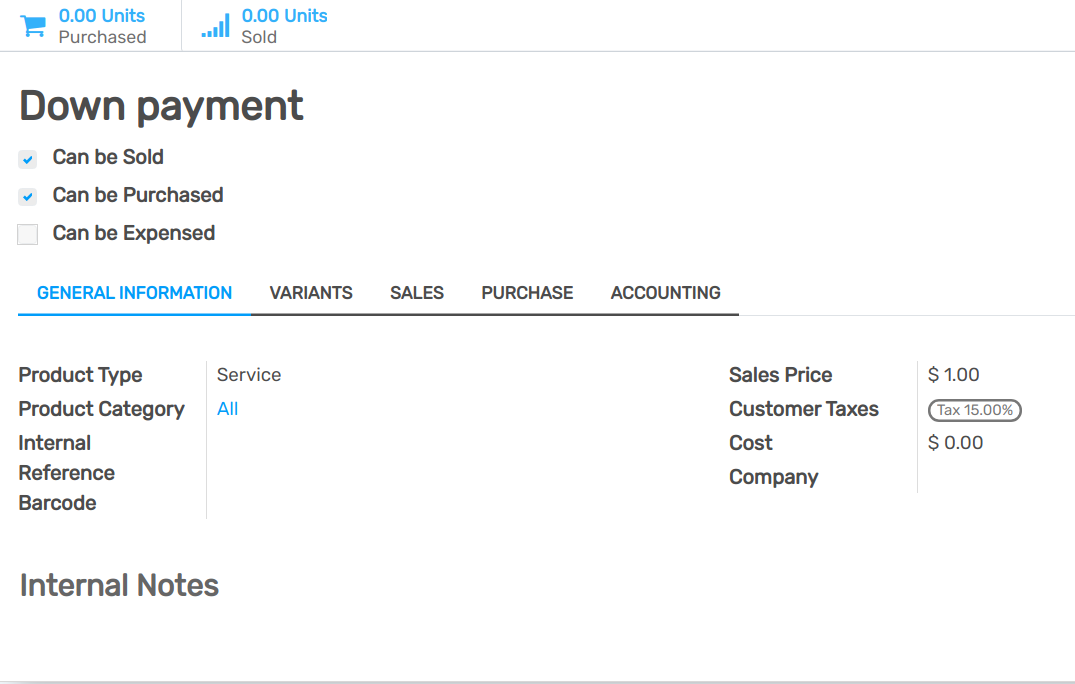 0.00 Units
Purchased
0.00 Units
Sold
Down payment
Can be Sold
Can be Purchased
Can be Expensed
GENERAL INFORMATION VARIANTS SALES PURCHASE ACCOUNTING
Product Type Service
Product Category All
Internal
Reference
Barcode
Sales Price $ 1.00
Customer Taxes Tax 15.00%
Cost $ 0.00
Company
Internal Notes